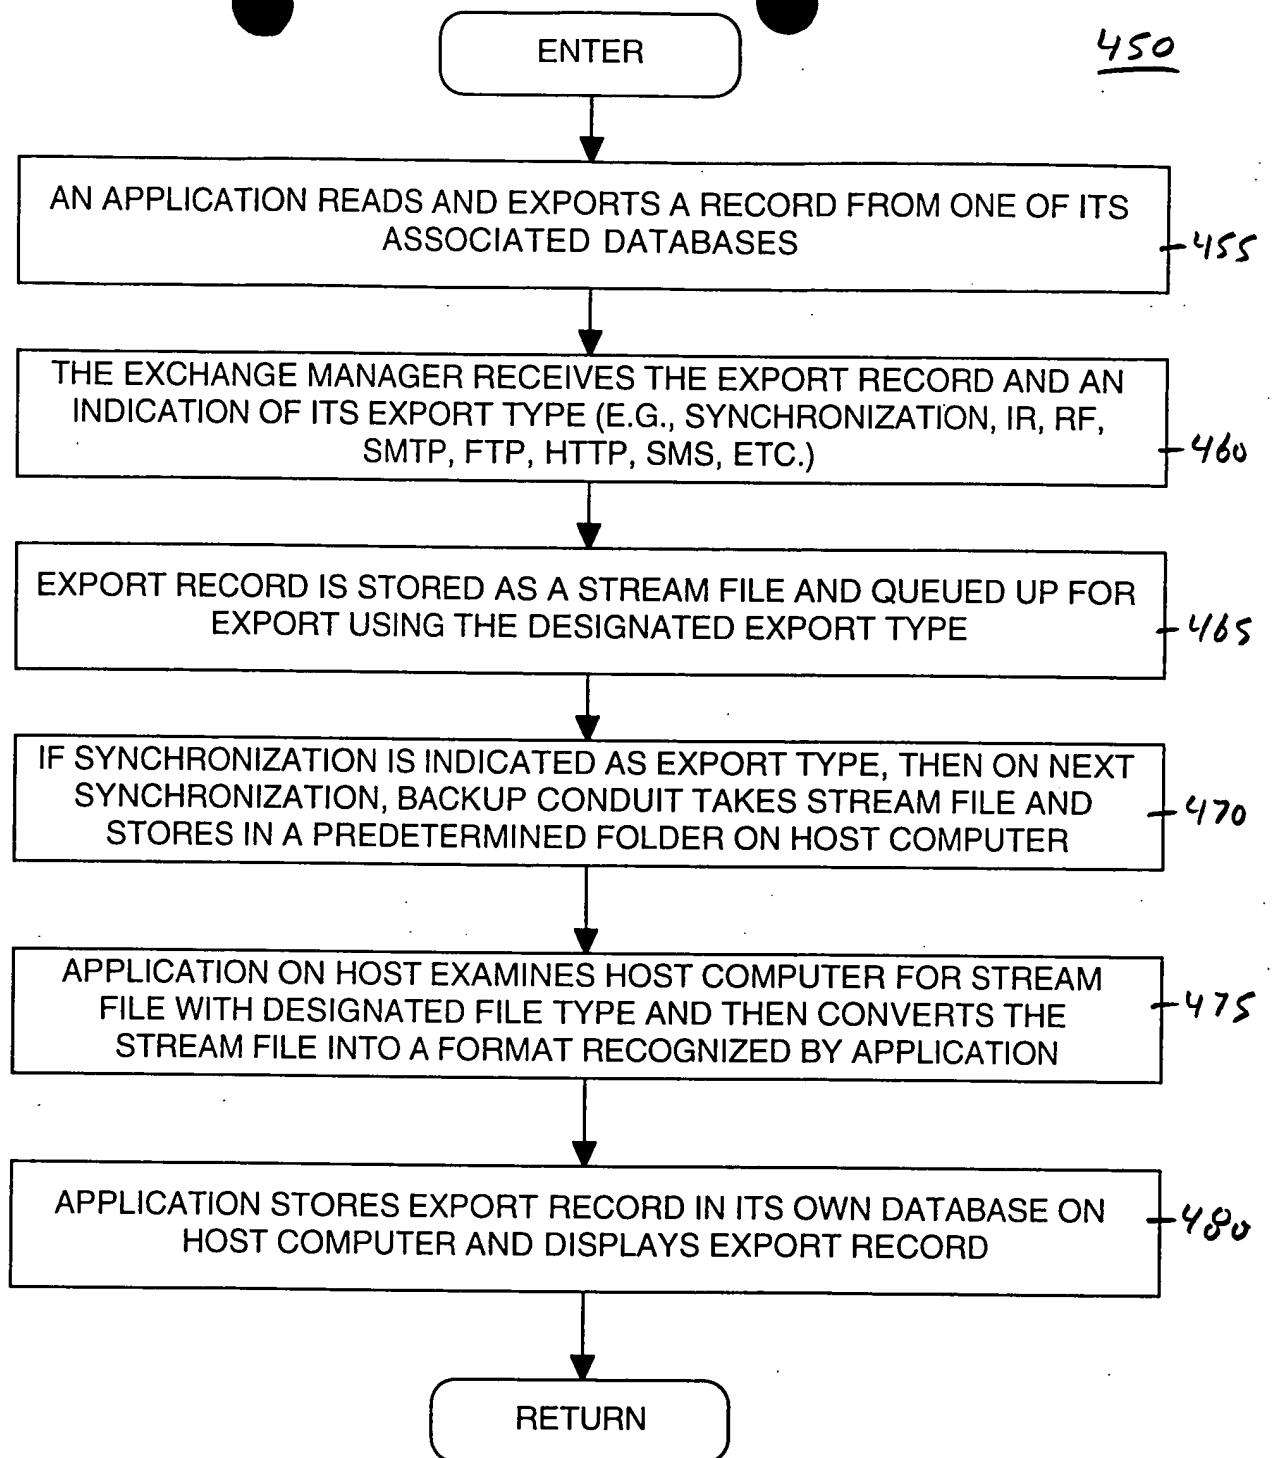 ENTER
450
AN APPLICATION READS AND EXPORTS A RECORD FROM ONE OF ITS
ASSOCIATED DATABASES
455
THE EXCHANGE MANAGER RECEIVES THE EXPORT RECORD AND AN
INDICATION OF ITS EXPORT TYPE (E.G., SYNCHRONIZATION, IR, RF,
SMTP, FTP, HTTP, SMS, ETC.)
460
EXPORT RECORD IS STORED AS A STREAM FILE AND QUEUED UP FOR
EXPORT USING THE DESIGNATED EXPORT TYPE
465
IF SYNCHRONIZATION IS INDICATED AS EXPORT TYPE, THEN ON NEXT
SYNCHRONIZATION, BACKUP CONDUIT TAKES STREAM FILE AND
STORES IN A PREDETERMINED FOLDER ON HOST COMPUTER
470
APPLICATION ON HOST EXAMINES HOST COMPUTER FOR STREAM
FILE WITH DESIGNATED FILE TYPE AND THEN CONVERTS THE
STREAM FILE INTO A FORMAT RECOGNIZED BY APPLICATION
475
APPLICATION STORES EXPORT RECORD IN ITS OWN DATABASE ON
HOST COMPUTER AND DISPLAYS EXPORT RECORD
480
RETURN